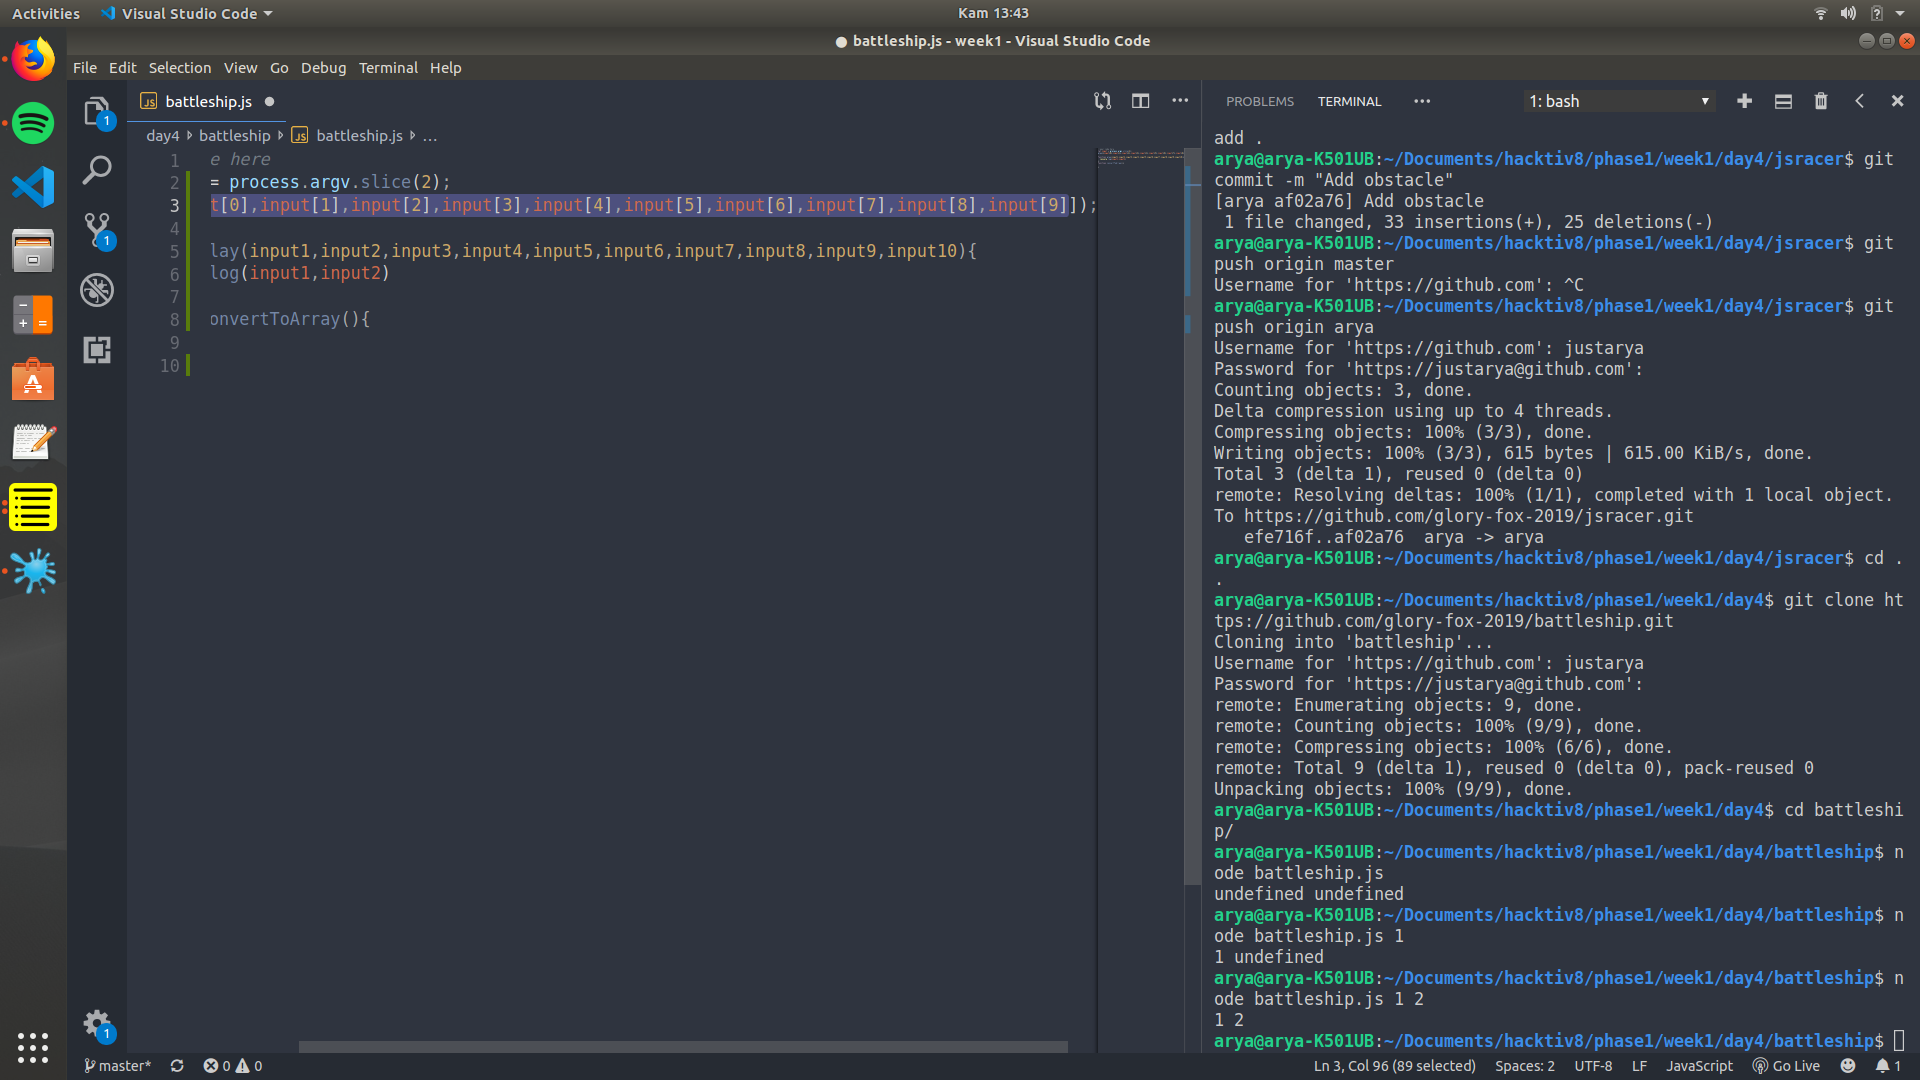 Activities
Visual Studio Code
Kam 13:43
● battleship.js - week1 - Visual Studio Code
File Edit Selection View Go Debug Terminal Help
JS battleship.js ●
day4 battleship JS battleship.js …
1 e here
2 = process.argv.slice(2);
3 t[0],input[1],input[2],input[3],input[4],input[5],input[6],input[7],input[8],input[9]]);
4
5 lay(input1,input2,input3,input4,input5,input6,input7,input8,input9,input10){
6 log(input1,input2)
7
8 onvertToArray(){
9
10
1
1
1
PROBLEMS TERMINAL ···
1: bash
add .
arya@arya-K501UB:~/Documents/hacktiv8/phase1/week1/day4/jsracer$ git
commit -m "Add obstacle"
[arya af02a76] Add obstacle
1 file changed, 33 insertions(+), 25 deletions(-)
arya@arya-K501UB:~/Documents/hacktiv8/phase1/week1/day4/jsracer$ git
push origin master
Username for 'https://github.com': ^C
arya@arya-K501UB:~/Documents/hacktiv8/phase1/week1/day4/jsracer$ git
push origin arya
Username for 'https://github.com': justarya
Password for 'https://justarya@github.com':
Counting objects: 3, done.
Delta compression using up to 4 threads.
Compressing objects: 100% (3/3), done.
Writing objects: 100% (3/3), 615 bytes | 615.00 KiB/s, done.
Total 3 (delta 1), reused 0 (delta 0)
remote: Resolving deltas: 100% (1/1), completed with 1 local object.
To https://github.com/glory-fox-2019/jsracer.git
efe716f..af02a76 arya -> arya
arya@arya-K501UB:~/Documents/hacktiv8/phase1/week1/day4/jsracer$ cd .
.
arya@arya-K501UB:~/Documents/hacktiv8/phase1/week1/day4$ git clone ht
tps://github.com/glory-fox-2019/battleship.git
Cloning into 'battleship'...
Username for 'https://github.com': justarya
Password for 'https://justarya@github.com':
remote: Enumerating objects: 9, done.
remote: Counting objects: 100% (9/9), done.
remote: Compressing objects: 100% (6/6), done.
remote: Total 9 (delta 1), reused 0 (delta 0), pack-reused 0
Unpacking objects: 100% (9/9), done.
arya@arya-K501UB:~/Documents/hacktiv8/phase1/week1/day4$ cd battleshi
p/
arya@arya-K501UB:~/Documents/hacktiv8/phase1/week1/day4/battleship$ n
ode battleship.js
undefined undefined
arya@arya-K501UB:~/Documents/hacktiv8/phase1/week1/day4/battleship$ n
ode battleship.js 1
1 undefined
arya@arya-K501UB:~/Documents/hacktiv8/phase1/week1/day4/battleship$ n
ode battleship.js 1 2
1 2
arya@arya-K501UB:~/Documents/hacktiv8/phase1/week1/day4/battleship$
master* 0 0
Ln 3, Col 96 (89 selected) Spaces: 2 UTF-8 LF JavaScript Go Live 1